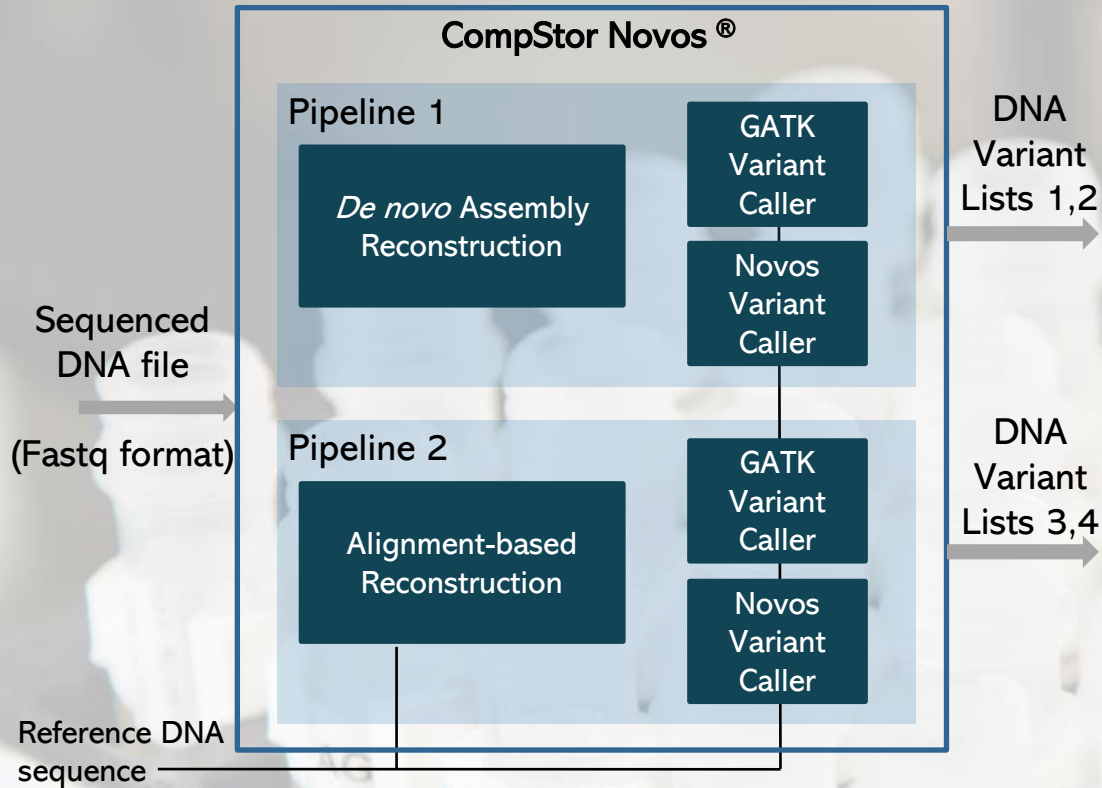 CompStor Novos ®
Pipeline 1
De novo Assembly
Reconstruction
GATK
Variant
Caller
Novos
Variant
Caller
DNA
Variant
Lists 1,2
Sequenced
DNA file
(Fastq format)
Pipeline 2
Alignment-based
Reconstruction
GATK
Variant
Caller
Novos
Variant
Caller
DNA
Variant
Lists 3,4
Reference DNA
sequence
AG